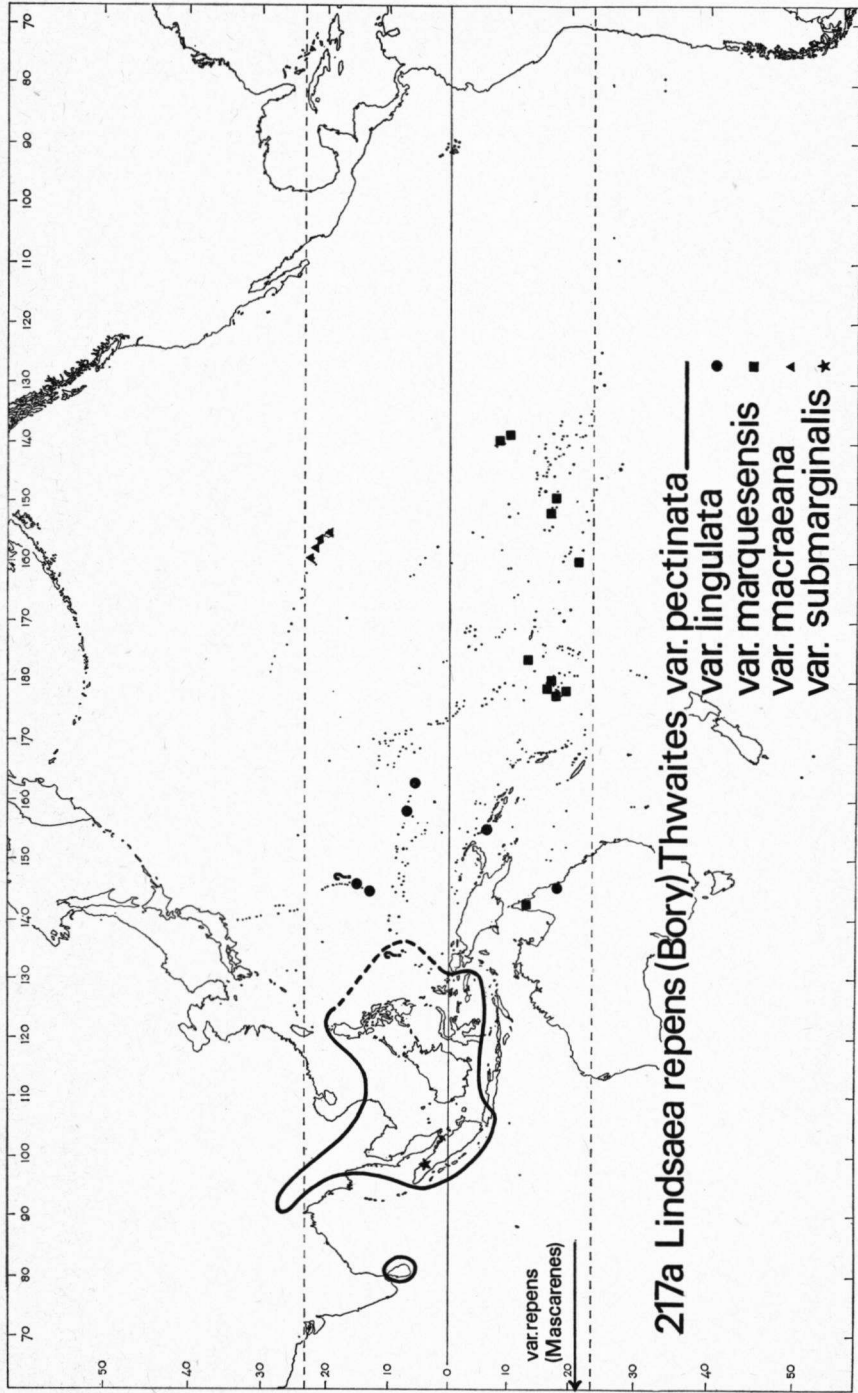 70 80 90 100 110 120 130 140 150 160 170 180 170 160 150 140 130 120 110 100 90 80 70
50
40
30
20
10
0
10
20
30
40
50
?
?
var. repens
(Mascarenes)
217a Lindsaea repens (Bory) Thwaites var. pectinata
var. lingulata
var. marquesensis
var. macraeana
var. submarginalis